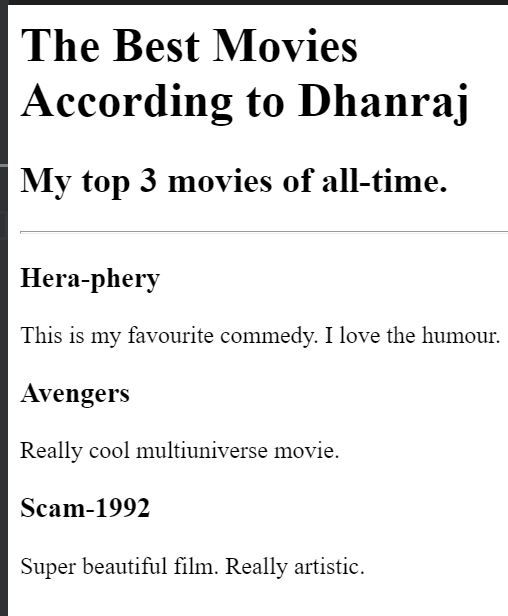 The Best Movies
According to Dhanraj
My top 3 movies of all-time.
Hera-phery
This is my favourite commedy. I love the humour.
Avengers
Really cool multiuniverse movie.
Scam-1992
Super beautiful film. Really artistic.